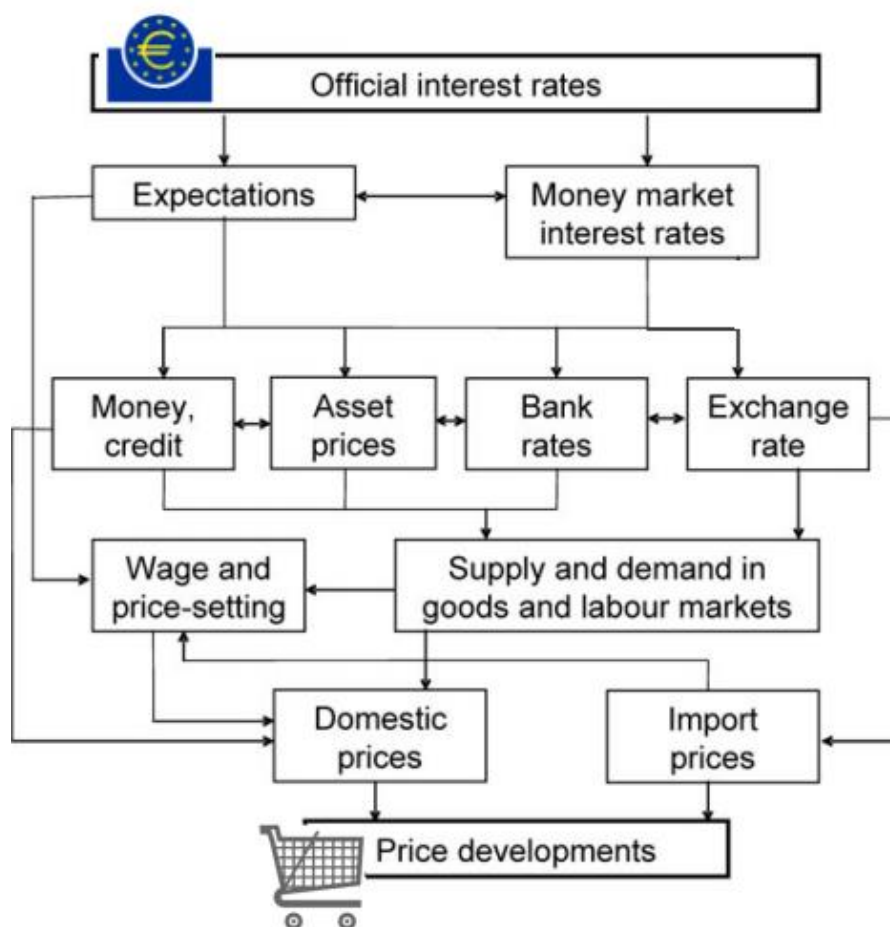 €
Official interest rates
Expectations
Money market
interest rates
Money,
credit
Asset
prices
Bank
rates
Exchange
rate
Wage and
price-setting
Supply and demand in
goods and labour markets
Domestic
prices
Import
prices
Price developments